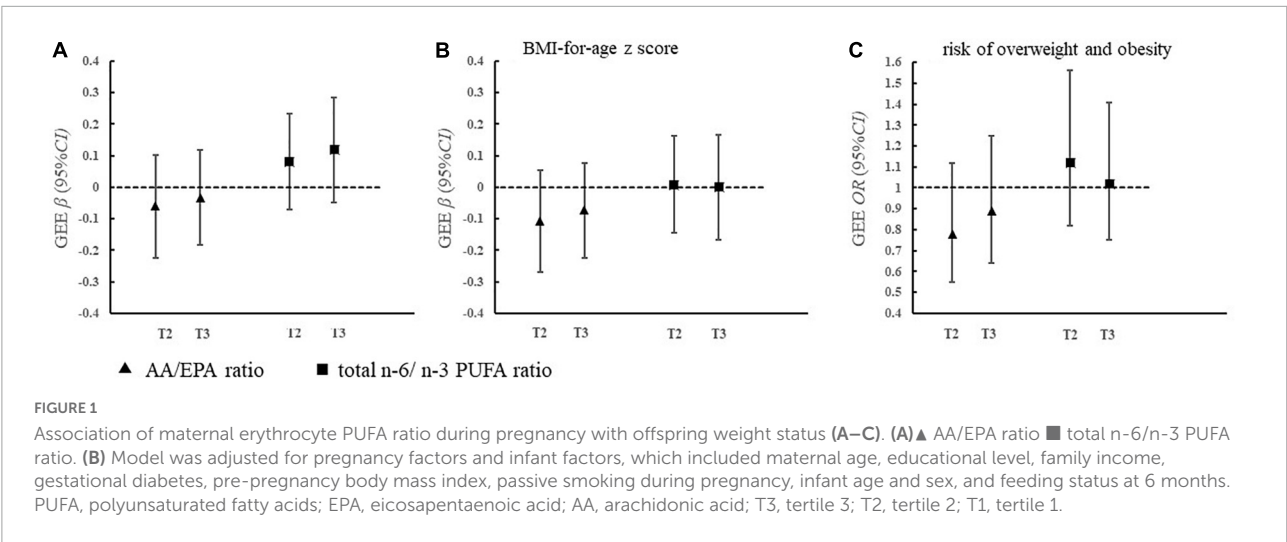 A
B
BMI-for-age z score
C
risk of overweight and obesity
GEE β (95%CI)
0.4
0.3
0.2
0.1
0
-0.1
-0.2
-0.3
-0.4
T2
T3
T2
T3
GEE β (95%CI)
0.4
0.3
0.2
0.1
0
-0.1
-0.2
-0.3
-0.4
T2
T3
T2
T3
GEE OR (95%CI)
1.6
1.5
1.4
1.3
1.2
1.1
1
0.9
0.8
0.7
0.6
0.5
0.4
T2
T3
T2
T3
▲ AA/EPA ratio ■ total n-6/ n-3 PUFA ratio
FIGURE 1
Association of maternal erythrocyte PUFA ratio during pregnancy with offspring weight status (A–C). (A)▲ AA/EPA ratio ■ total n-6/n-3 PUFA
ratio. (B) Model was adjusted for pregnancy factors and infant factors, which included maternal age, educational level, family income,
gestational diabetes, pre-pregnancy body mass index, passive smoking during pregnancy, infant age and sex, and feeding status at 6 months.
PUFA, polyunsaturated fatty acids; EPA, eicosapentaenoic acid; AA, arachidonic acid; T3, tertile 3; T2, tertile 2; T1, tertile 1.